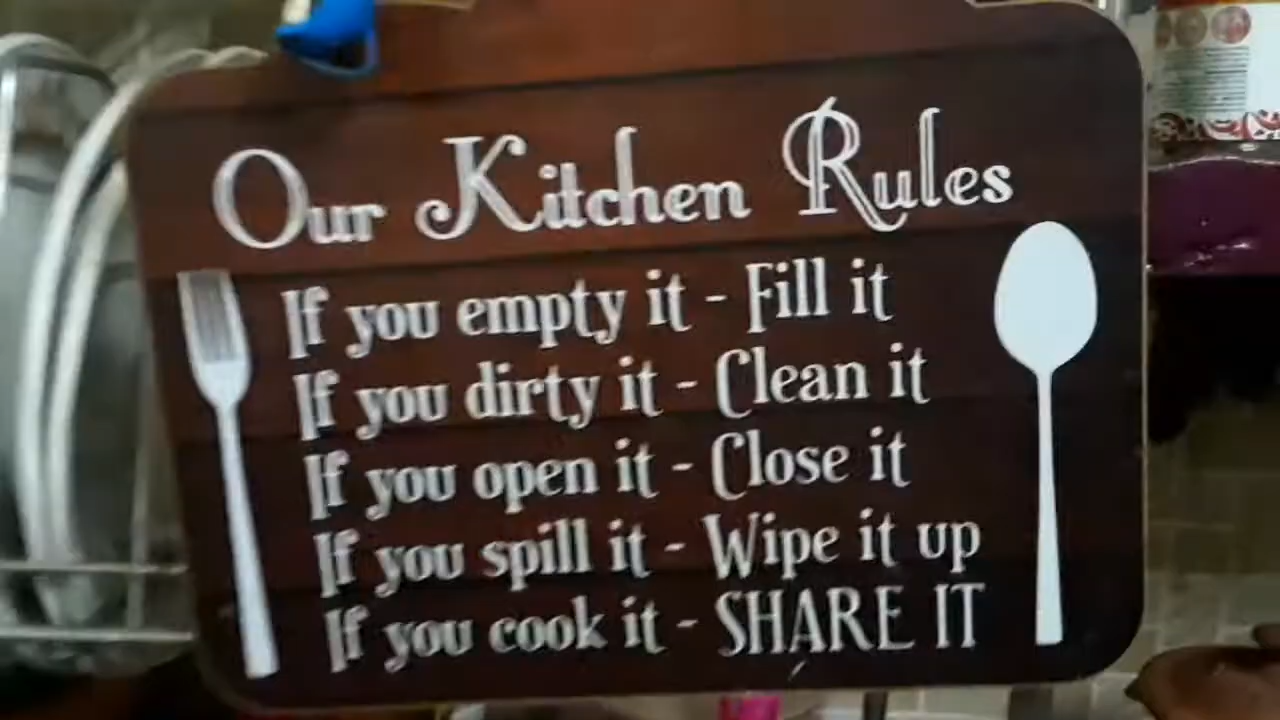 Our Kitchen Rules
If you empty it - Fill it
If you dirty it - Clean it
If you open it - Close it
If you spill it - Wipe it up
If you cook it - SHARE IT